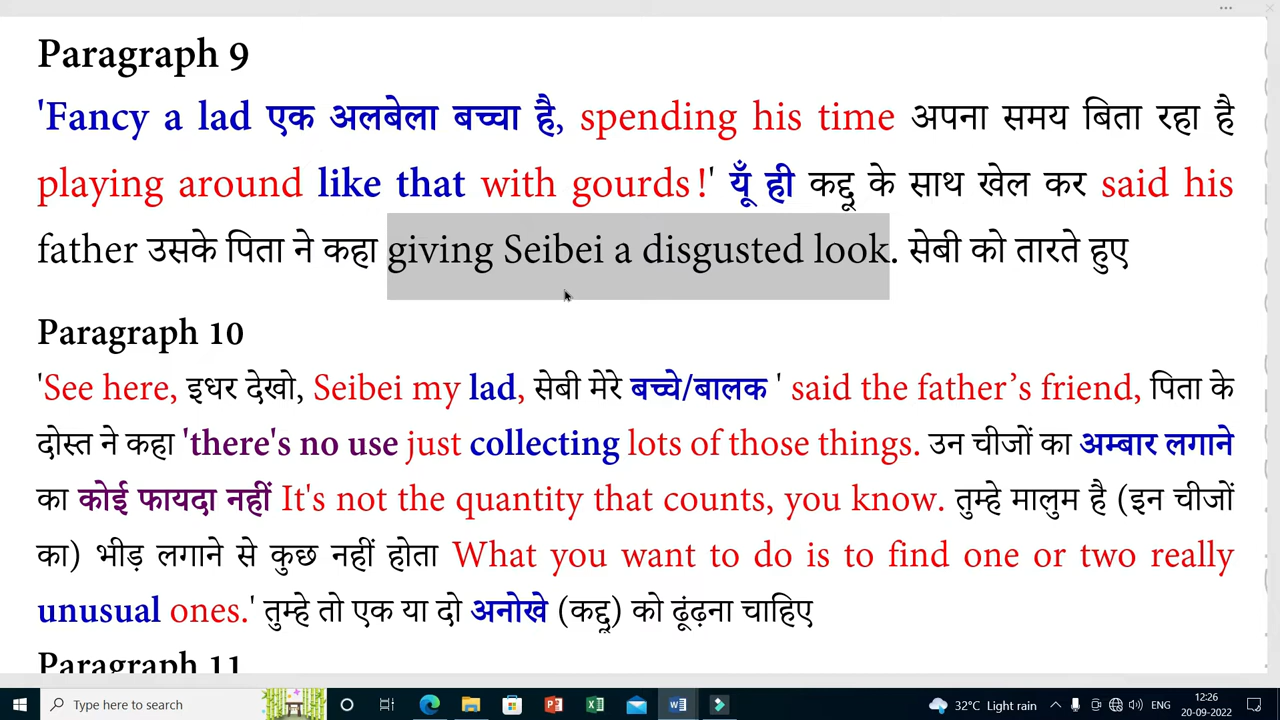 Paragraph 9
'Fancy a lad एक अलबेला बच्चा है, spending his time अपना समय बिता रहा है
playing around like that with gourds!' यूँ ही कद्दू के साथ खेल कर said his
father उसके पिता ने कहा giving Seibei a disgusted look. सेबी को तारते हुए
Paragraph 10
'See here, इधर देखो, Seibei my lad, सेबी मेरे बच्चे/बालक ' said the father's friend, पिता के
दोस्त ने कहा 'there's no use just collecting lots of those things. उन चीजों का अम्बार लगाने
का कोई फायदा नहीं It's not the quantity that counts, you know. तुम्हे मालुम है (इन चीजों
का) भीड़ लगाने से कुछ नहीं होता What you want to do is to find one or two really
unusual ones.' तुम्हे तो एक या दो अनोखे (कद्दू) को ढूंढ़ना चाहिए
Paragraph 11
Type here to search
32°C Light rain
ENG
12:26
20-09-2022